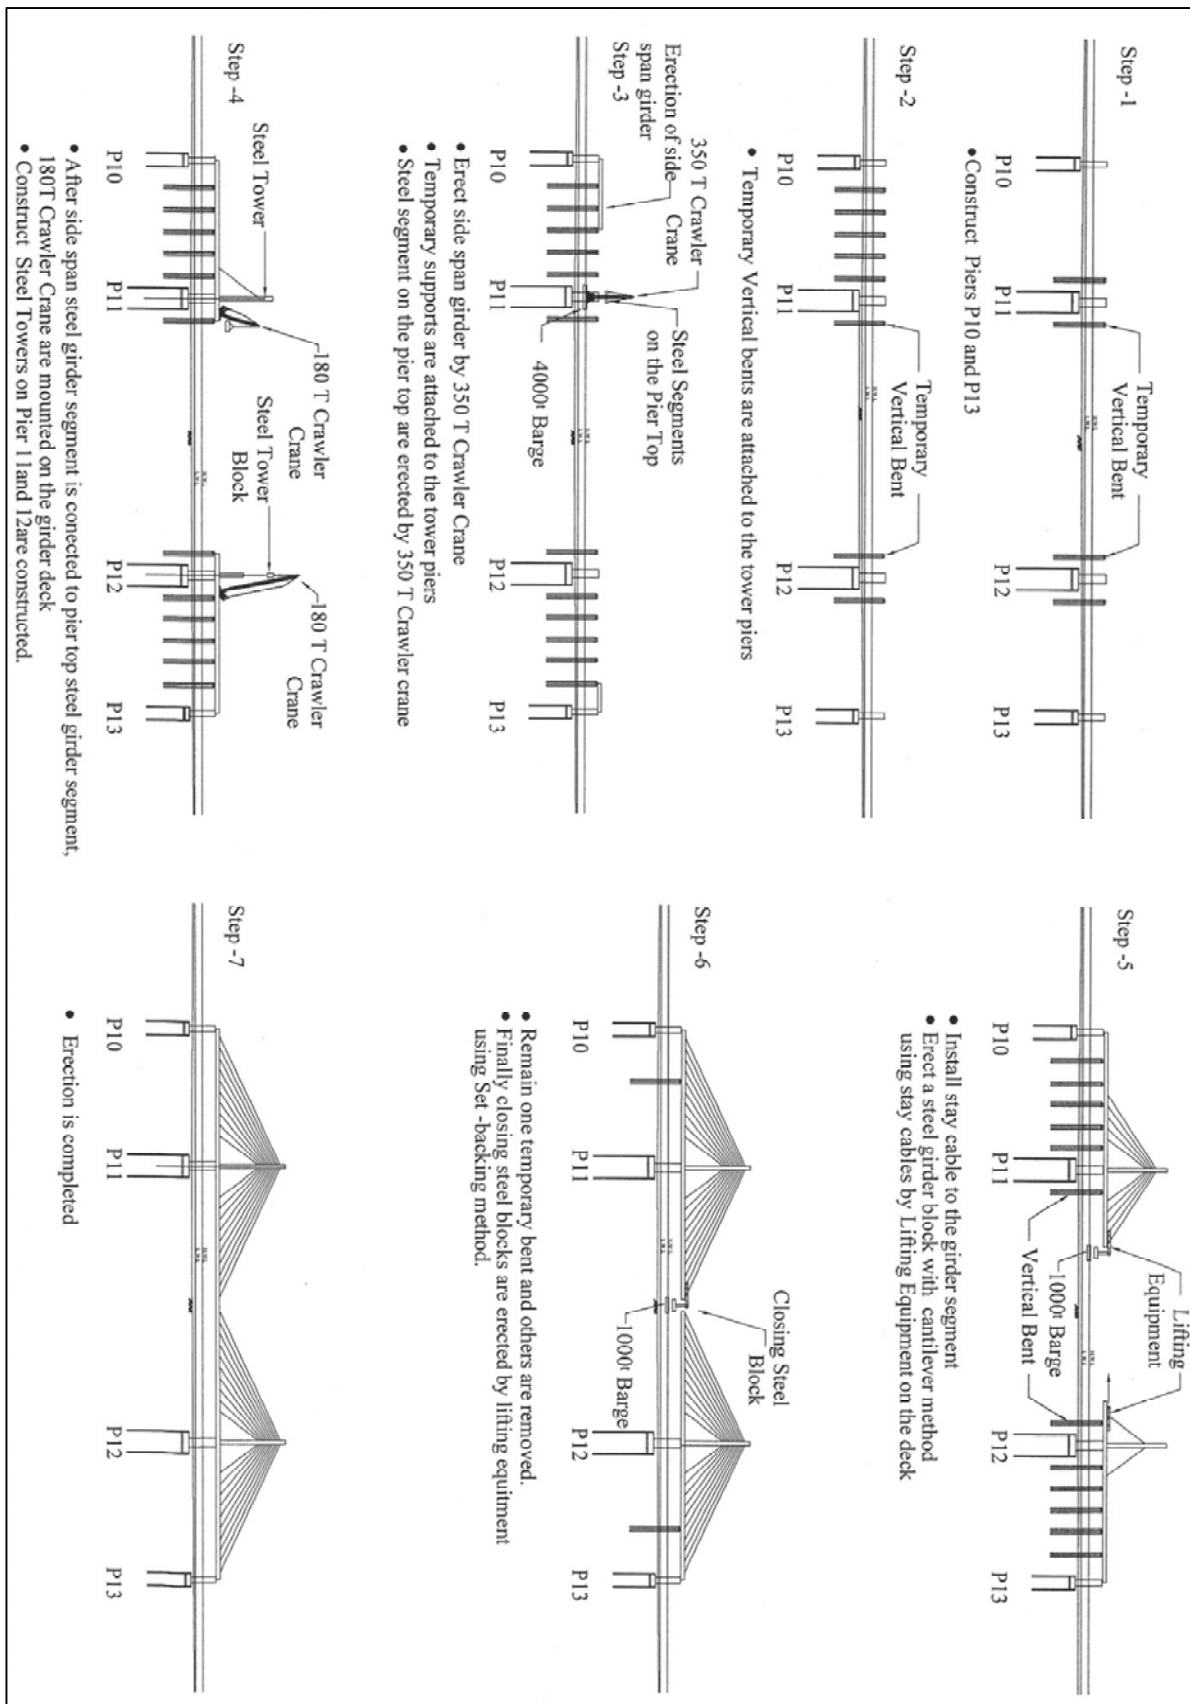 Step -1
Temporary
Vertical Bent
P10
P11
P12
P13
• Construct Piers P10 and P13
Step -2
Temporary
Vertical Bent
P10
P11
P12
P13
• Temporary Vertical bents are attached to the tower piers
350 T Crawler
Crane
Steel Segments
on the Pier Top
Erection of side
span girder
Step -3
4000t Barge
P10
P11
P12
P13
• Erect side span girder by 350 T Crawler Crane
• Temporary supports are attached to the tower piers
• Steel segment on the pier top are erected by 350 T Crawler crane
Step -4
Steel Tower
180 T Crawler
Crane
Steel Tower
Block
180 T Crawler
Crane
P10
P11
P12
P13
• After side span steel girder segment is conected to pier top steel girder segment,
180T Crawler Crane are mounted on the girder deck
• Construct Steel Towers on Pier 11and 12are constructed.
Step -5
Lifting
Equipment
1000t Barge
Vertical Bent
P10
P11
P12
P13
• Install stay cable to the girder segment
• Erect a steel girder block with cantilever method
using stay cables by Lifting Equipment on the deck
Step -6
Closing Steel
Block
1000t Barge
P10
P11
P12
P13
• Remain one temporary bent and others are removed.
• Finally closing steel blocks are erected by lifting equitment
using Set -backing method.
Step -7
P10
P11
P12
P13
• Erection is completed